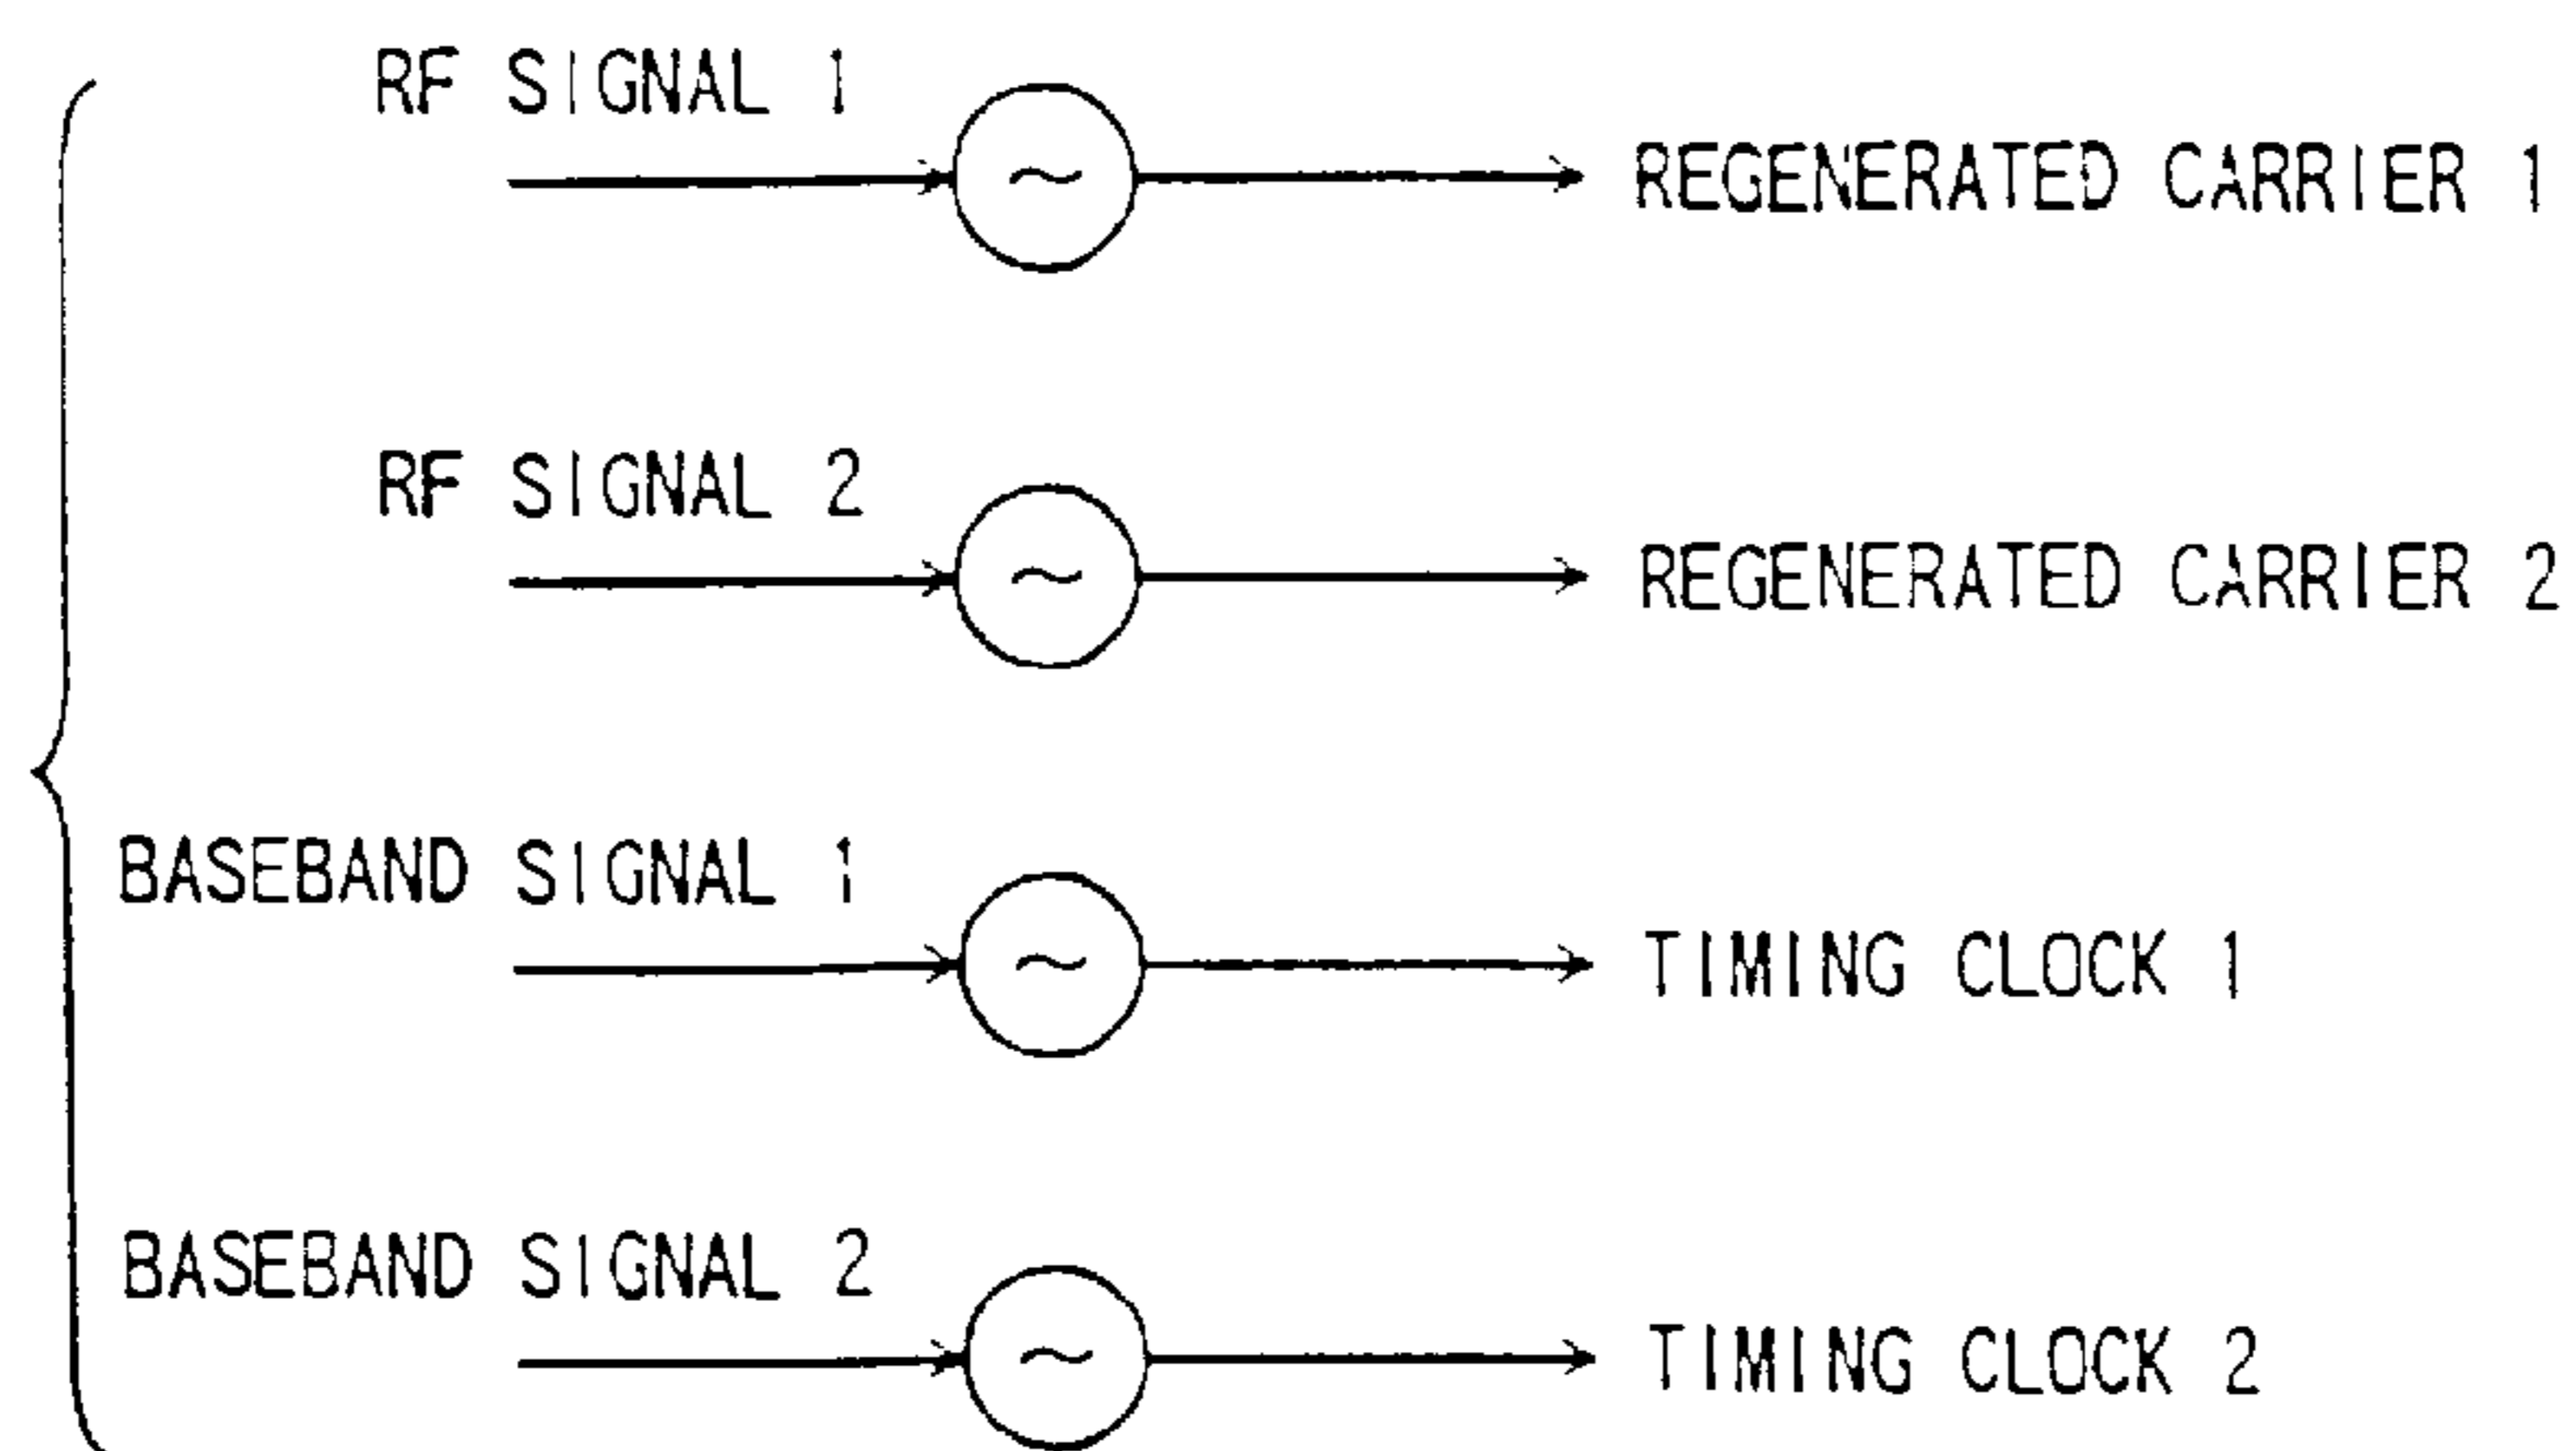 RF SIGNAL 1
REGENERATED CARRIER 1
RF SIGNAL 2
REGENERATED CARRIER 2
BASEBAND SIGNAL 1
TIMING CLOCK 1
BASEBAND SIGNAL 2
TIMING CLOCK 2